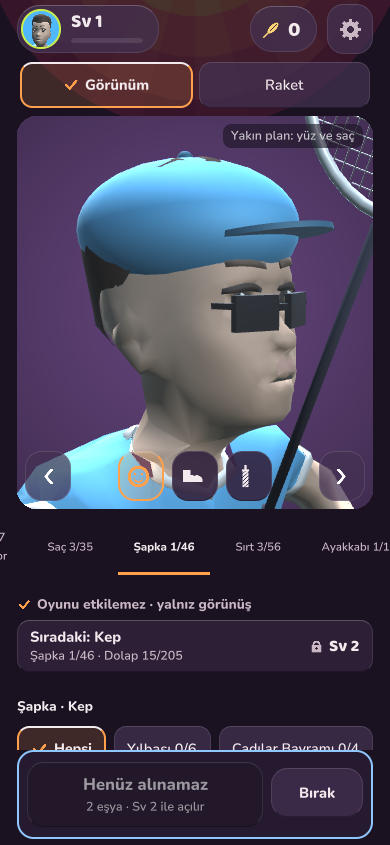 Sv 1
0
Görünüm
Raket
Yakın plan: yüz ve saç
Saç 3/35
Şapka 1/46
Sırt 3/56
Ayakkabı 1/1
Oyunu etkilemez · yalnız görünüş
Sıradaki: Kep
Şapka 1/46 · Dolap 15/205
Sv 2
Şapka · Kep
Hepsi
Yılbaşı 0/6
Cadılar Bayramı 0/4
Henüz alınamaz
2 eşya · Sv 2 ile açılır
Bırak